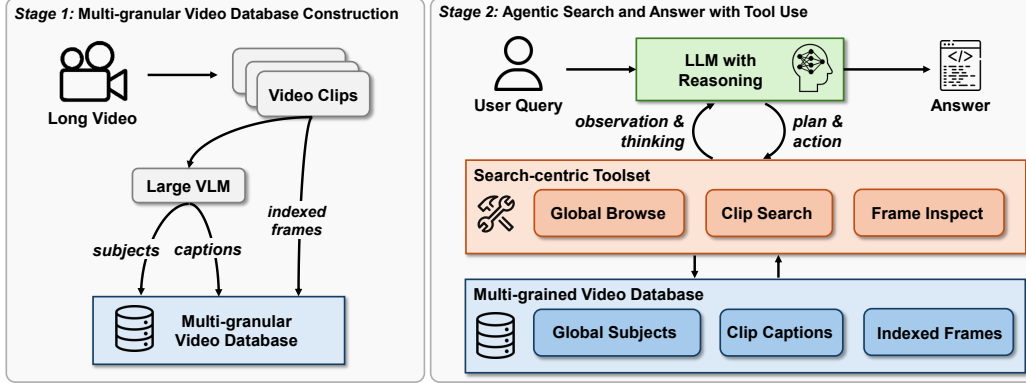 Stage 1: Multi-granular Video Database Construction
Long Video
Video Clips
Large VLM
subjects
captions
indexed
frames
Multi-granular
Video Database
Stage 2: Agentic Search and Answer with Tool Use
User Query
LLM with
Reasoning
</>
Answer
observation &
thinking
plan &
action
Search-centric Toolset
Global Browse
Clip Search
Frame Inspect
Multi-grained Video Database
Global Subjects
Clip Captions
Indexed Frames